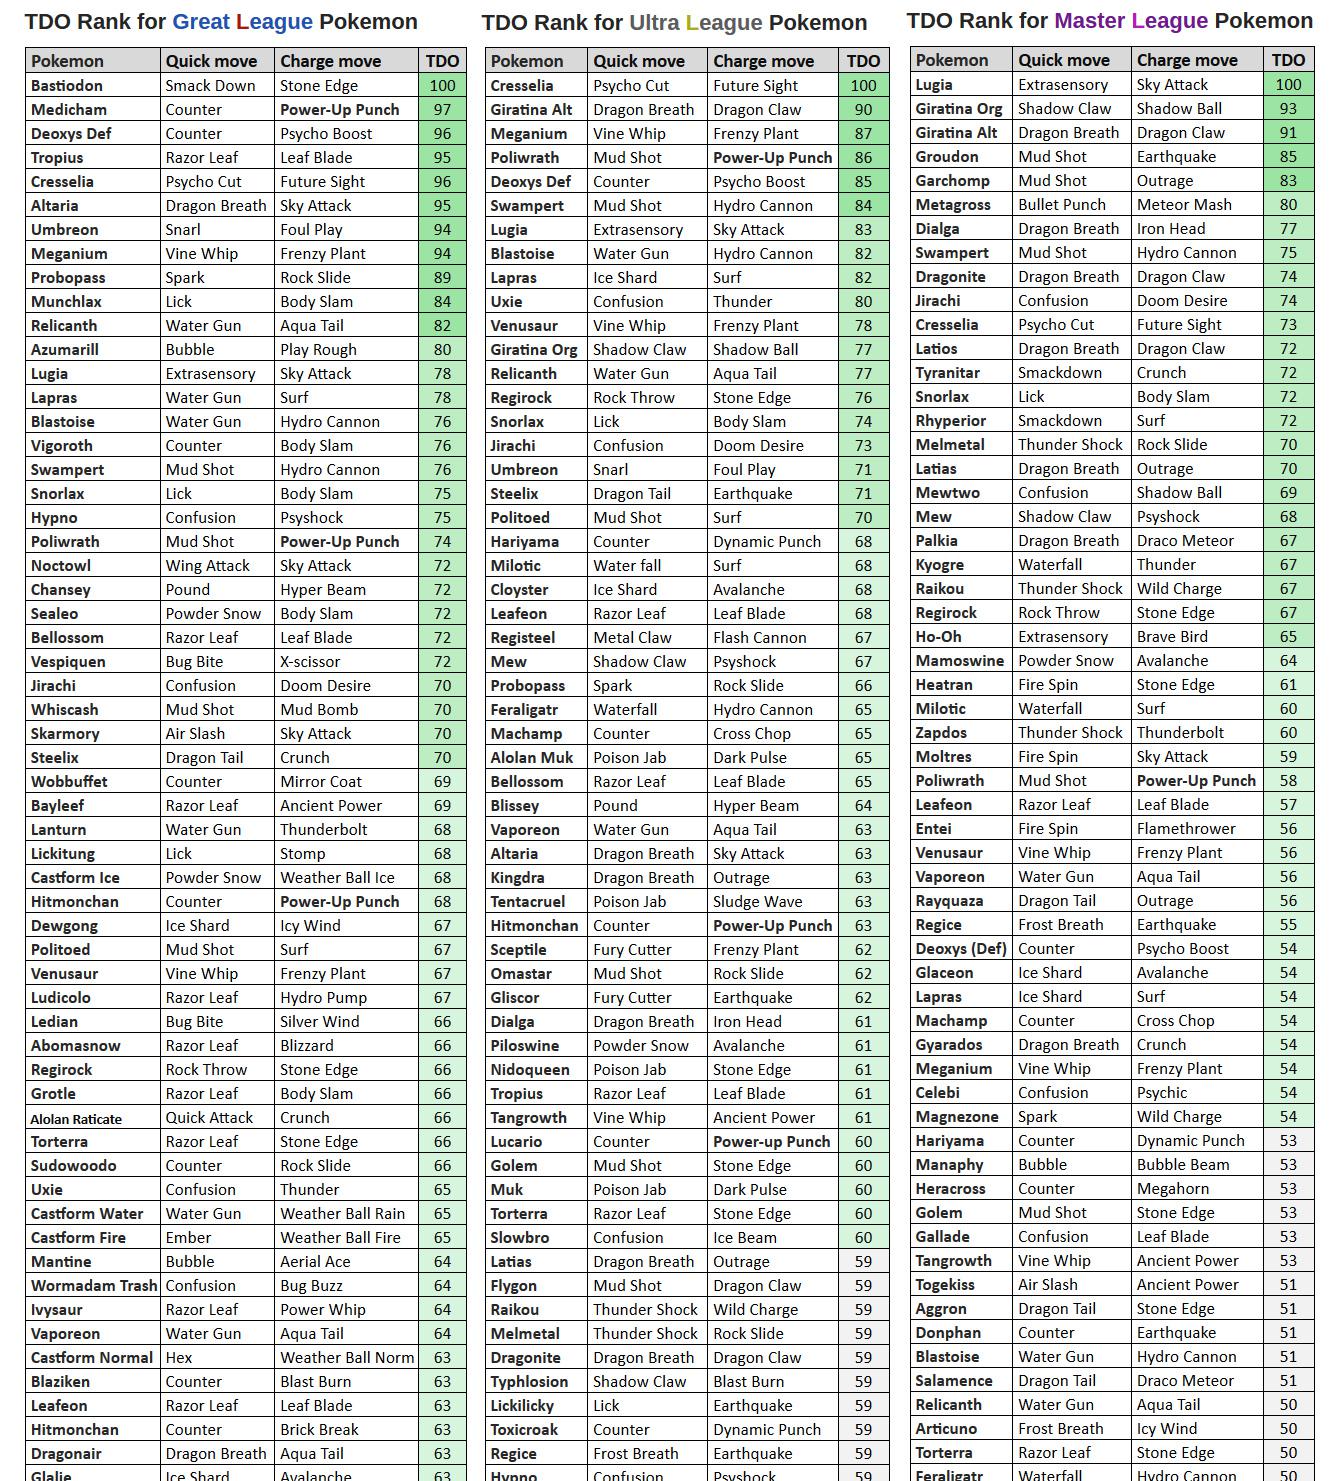 TDO Rank for Great League Pokemon
Pokemon Quick move Charge move TDO
Bastiodon Smack Down Stone Edge 100
Medicham Counter Power-Up Punch 97
Deoxys Def Counter Psycho Boost 96
Tropius Razor Leaf Leaf Blade 95
Cresselia Psycho Cut Future Sight 96
Altaria Dragon Breath Sky Attack 95
Umbreon Snarl Foul Play 94
Meganium Vine Whip Frenzy Plant 94
Probopass Spark Rock Slide 89
Munchlax Lick Body Slam 84
Relicanth Water Gun Aqua Tail 82
Azumarill Bubble Play Rough 80
Lugia Extrasensory Sky Attack 78
Lapras Water Gun Surf 78
Blastoise Water Gun Hydro Cannon 76
Vigoroth Counter Body Slam 76
Swampert Mud Shot Hydro Cannon 76
Snorlax Lick Body Slam 75
Hypno Confusion Psyshock 75
Poliwrath Mud Shot Power-Up Punch 74
Noctowl Wing Attack Sky Attack 72
Chansey Pound Hyper Beam 72
Sealeo Powder Snow Body Slam 72
Bellossom Razor Leaf Leaf Blade 72
Vespiquen Bug Bite X-scissor 72
Jirachi Confusion Doom Desire 70
Whiscash Mud Shot Mud Bomb 70
Skarmory Air Slash Sky Attack 70
Steelix Dragon Tail Crunch 70
Wobbuffet Counter Mirror Coat 69
Bayleef Razor Leaf Ancient Power 69
Lanturn Water Gun Thunderbolt 68
Lickitung Lick Stomp 68
Castform Ice Powder Snow Weather Ball Ice 68
Hitmonchan Counter Power-Up Punch 68
Dewgong Ice Shard Icy Wind 67
Politoed Mud Shot Surf 67
Venusaur Vine Whip Frenzy Plant 67
Ludicolo Razor Leaf Hydro Pump 67
Ledian Bug Bite Silver Wind 66
Abomasnow Razor Leaf Blizzard 66
Regirock Rock Throw Stone Edge 66
Grotle Razor Leaf Body Slam 66
Alolan Raticate Quick Attack Crunch 66
Torterra Razor Leaf Stone Edge 66
Sudowoodo Counter Rock Slide 66
Uxie Confusion Thunder 65
Castform Water Water Gun Weather Ball Rain 65
Castform Fire Ember Weather Ball Fire 65
Mantine Bubble Aerial Ace 64
Wormadam Trash Confusion Bug Buzz 64
Ivysaur Razor Leaf Power Whip 64
Vaporeon Water Gun Aqua Tail 64
Castform Normal Hex Weather Ball Norm 63
Blaziken Counter Blast Burn 63
Leafeon Razor Leaf Leaf Blade 63
Hitmonchan Counter Brick Break 63
Dragonair Dragon Breath Aqua Tail 63
Glalie Ice Shard Avalanche 63
TDO Rank for Ultra League Pokemon
Pokemon Quick move Charge move TDO
Cresselia Psycho Cut Future Sight 100
Giratina Alt Dragon Breath Dragon Claw 90
Meganium Vine Whip Frenzy Plant 87
Poliwrath Mud Shot Power-Up Punch 86
Deoxys Def Counter Psycho Boost 85
Swampert Mud Shot Hydro Cannon 84
Lugia Extrasensory Sky Attack 83
Blastoise Water Gun Hydro Cannon 82
Lapras Ice Shard Surf 82
Uxie Confusion Thunder 80
Venusaur Vine Whip Frenzy Plant 78
Giratina Org Shadow Claw Shadow Ball 77
Relicanth Water Gun Aqua Tail 77
Regirock Rock Throw Stone Edge 76
Snorlax Lick Body Slam 74
Jirachi Confusion Doom Desire 73
Umbreon Snarl Foul Play 71
Steelix Dragon Tail Earthquake 71
Politoed Mud Shot Surf 70
Hariyama Counter Dynamic Punch 68
Milotic Water fall Surf 68
Cloyster Ice Shard Avalanche 68
Leafeon Razor Leaf Leaf Blade 68
Registeel Metal Claw Flash Cannon 67
Mew Shadow Claw Psyshock 67
Probopass Spark Rock Slide 66
Feraligatr Waterfall Hydro Cannon 65
Machamp Counter Cross Chop 65
Alolan Muk Poison Jab Dark Pulse 65
Bellossom Razor Leaf Leaf Blade 65
Blissey Pound Hyper Beam 64
Vaporeon Water Gun Aqua Tail 63
Altaria Dragon Breath Sky Attack 63
Kingdra Dragon Breath Outrage 63
Tentacruel Poison Jab Sludge Wave 63
Hitmonchan Counter Power-Up Punch 63
Sceptile Fury Cutter Frenzy Plant 62
Omastar Mud Shot Rock Slide 62
Gliscor Fury Cutter Earthquake 62
Dialga Dragon Breath Iron Head 61
Piloswine Powder Snow Avalanche 61
Nidoqueen Poison Jab Stone Edge 61
Tropius Razor Leaf Leaf Blade 61
Tangrowth Vine Whip Ancient Power 61
Lucario Counter Power-up Punch 60
Golem Mud Shot Stone Edge 60
Muk Poison Jab Dark Pulse 60
Torterra Razor Leaf Stone Edge 60
Slowbro Confusion Ice Beam 60
Latias Dragon Breath Outrage 59
Flygon Mud Shot Dragon Claw 59
Raikou Thunder Shock Wild Charge 59
Melmetal Thunder Shock Rock Slide 59
Dragonite Dragon Breath Dragon Claw 59
Typhlosion Shadow Claw Blast Burn 59
Lickilicky Lick Earthquake 59
Toxicroak Counter Dynamic Punch 59
Regice Frost Breath Earthquake 59
Hypno Confusion Psyshock 59
TDO Rank for Master League Pokemon
Pokemon Quick move Charge move TDO
Lugia Extrasensory Sky Attack 100
Giratina Org Shadow Claw Shadow Ball 93
Giratina Alt Dragon Breath Dragon Claw 91
Groudon Mud Shot Earthquake 85
Garchomp Mud Shot Outrage 83
Metagross Bullet Punch Meteor Mash 80
Dialga Dragon Breath Iron Head 77
Swampert Mud Shot Hydro Cannon 75
Dragonite Dragon Breath Dragon Claw 74
Jirachi Confusion Doom Desire 74
Cresselia Psycho Cut Future Sight 73
Latios Dragon Breath Dragon Claw 72
Tyranitar Smackdown Crunch 72
Snorlax Lick Body Slam 72
Rhyperior Smackdown Surf 72
Melmetal Thunder Shock Rock Slide 70
Latias Dragon Breath Outrage 70
Mewtwo Confusion Shadow Ball 69
Mew Shadow Claw Psyshock 68
Palkia Dragon Breath Draco Meteor 67
Kyogre Waterfall Thunder 67
Raikou Thunder Shock Wild Charge 67
Regirock Rock Throw Stone Edge 67
Ho-Oh Extrasensory Brave Bird 65
Mamoswine Powder Snow Avalanche 64
Heatran Fire Spin Stone Edge 61
Milotic Waterfall Surf 60
Zapdos Thunder Shock Thunderbolt 60
Moltres Fire Spin Sky Attack 59
Poliwrath Mud Shot Power-Up Punch 58
Leafeon Razor Leaf Leaf Blade 57
Entei Fire Spin Flamethrower 56
Venusaur Vine Whip Frenzy Plant 56
Vaporeon Water Gun Aqua Tail 56
Rayquaza Dragon Tail Outrage 56
Regice Frost Breath Earthquake 55
Deoxys (Def) Counter Psycho Boost 54
Glaceon Ice Shard Avalanche 54
Lapras Ice Shard Surf 54
Machamp Counter Cross Chop 54
Gyarados Dragon Breath Crunch 54
Meganium Vine Whip Frenzy Plant 54
Celebi Confusion Psychic 54
Magnezone Spark Wild Charge 54
Hariyama Counter Dynamic Punch 53
Manaphy Bubble Bubble Beam 53
Heracross Counter Megahorn 53
Golem Mud Shot Stone Edge 53
Gallade Confusion Leaf Blade 53
Tangrowth Vine Whip Ancient Power 53
Togekiss Air Slash Ancient Power 51
Aggron Dragon Tail Stone Edge 51
Donphan Counter Earthquake 51
Blastoise Water Gun Hydro Cannon 51
Salamence Dragon Tail Draco Meteor 51
Relicanth Water Gun Aqua Tail 50
Articuno Frost Breath Icy Wind 50
Torterra Razor Leaf Stone Edge 50
Feraligatr Waterfall Hydro Cannon 50